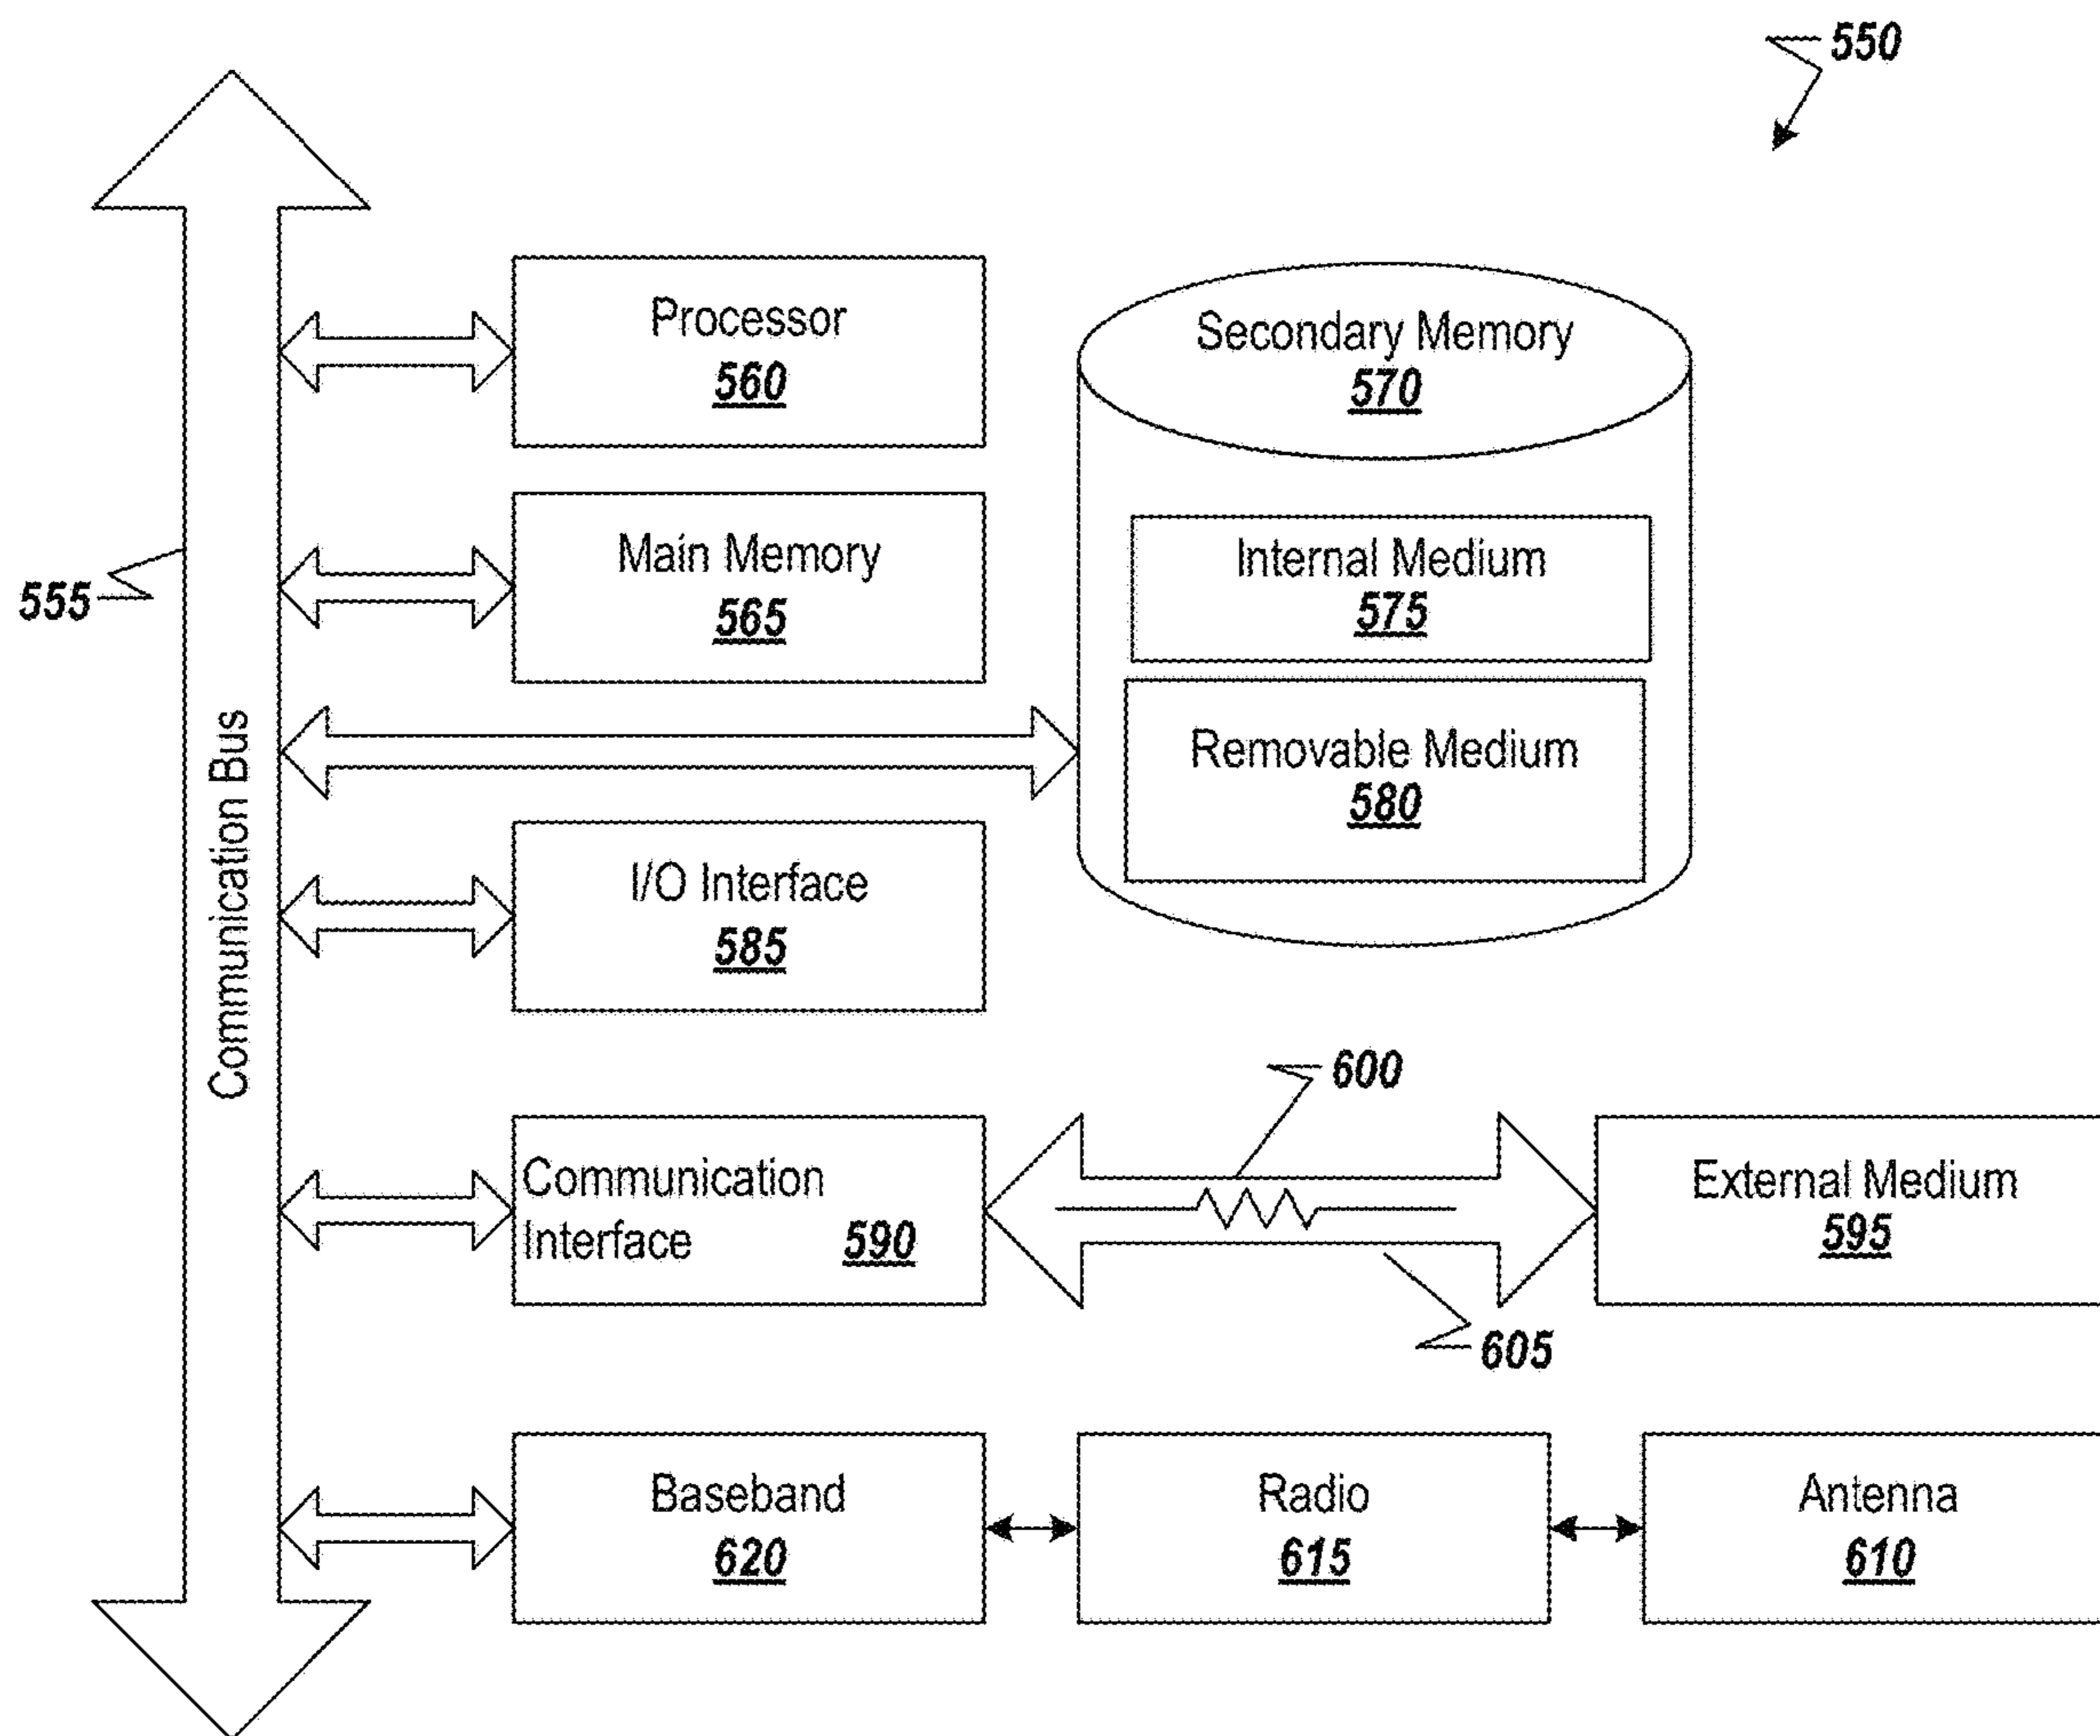 550
Processor
560
Secondary Memory
570
Main Memory
565
Internal Medium
575
555
Removable Medium
580
Communication Bus
I/O Interface
585
600
Communication
Interface 590
External Medium
595
605
Baseband
620
Radio
615
Antenna
610